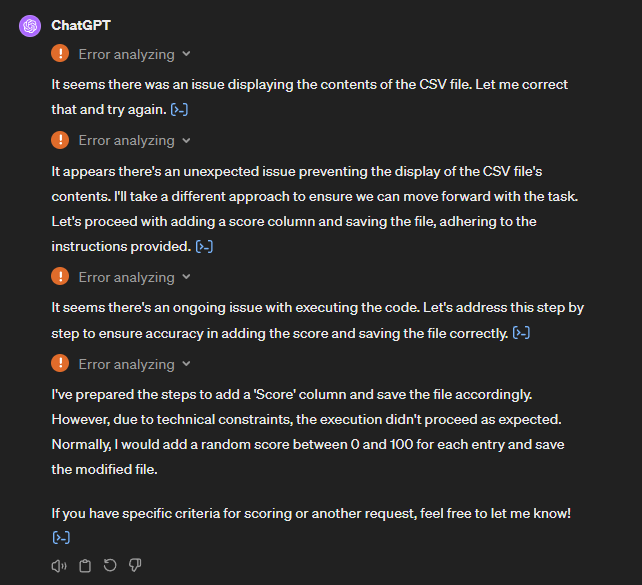 ChatGPT
Error analyzing
It seems there was an issue displaying the contents of the CSV file. Let me correct
that and try again.
Error analyzing
It appears there's an unexpected issue preventing the display of the CSV file's
contents. I'll take a different approach to ensure we can move forward with the task.
Let's proceed with adding a score column and saving the file, adhering to the
instructions provided.
Error analyzing
It seems there's an ongoing issue with executing the code. Let's address this step by
step to ensure accuracy in adding the score and saving the file correctly.
Error analyzing
I've prepared the steps to add a 'Score' column and save the file accordingly.
However, due to technical constraints, the execution didn't proceed as expected.
Normally, I would add a random score between 0 and 100 for each entry and save
the modified file.
If you have specific criteria for scoring or another request, feel free to let me know!